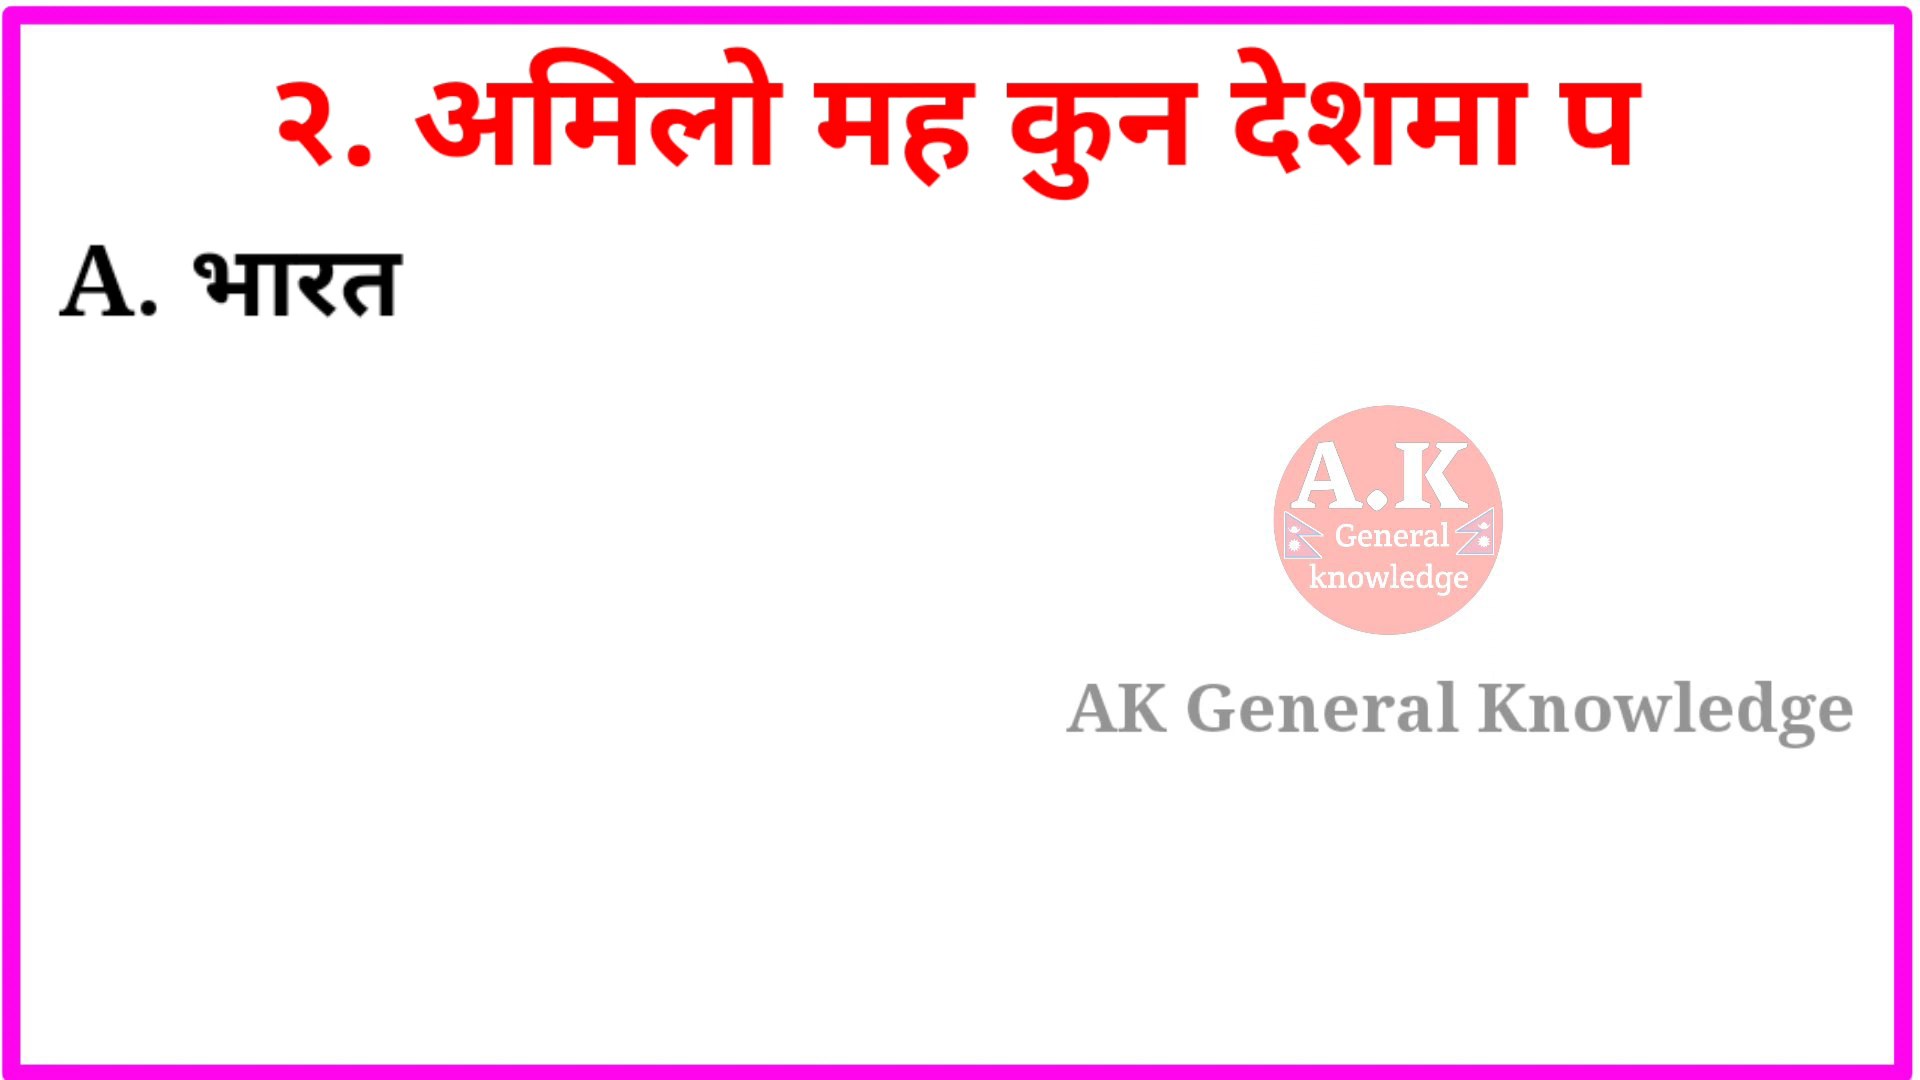 २. अमिलो मह कुन देशमा प
A. भारत
A.K
General
knowledge
AK General Knowledge